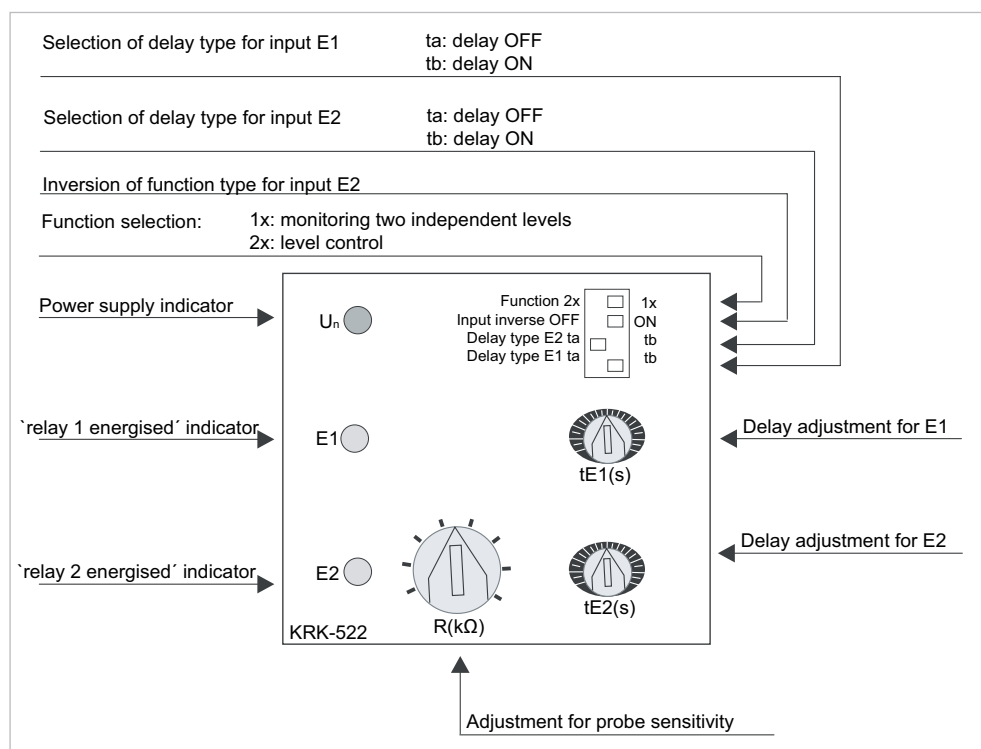 Selection of delay type for input E1 ta: delay OFF
tb: delay ON
Selection of delay type for input E2 ta: delay OFF
tb: delay ON
Inversion of function type for input E2
Function selection: 1x: monitoring two independent levels
2x: level control
Power supply indicator
Un
Function 2x 1x
Input inverse OFF ON
Delay type E2 ta tb
Delay type E1 ta tb
`relay 1 energised´ indicator
E1
tE1(s)
Delay adjustment for E1
`relay 2 energised´ indicator
E2
R(kΩ)
tE2(s)
Delay adjustment for E2
KRK-522
Adjustment for probe sensitivity